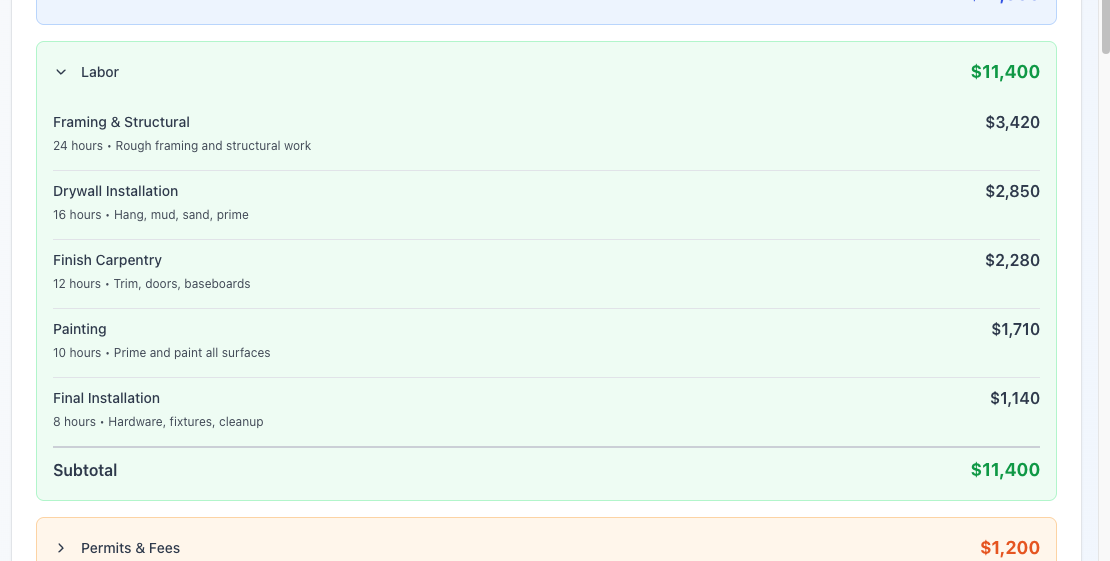 Labor
$11,400
Framing & Structural
$3,420
24 hours • Rough framing and structural work
Drywall Installation
$2,850
16 hours • Hang, mud, sand, prime
Finish Carpentry
$2,280
12 hours • Trim, doors, baseboards
Painting
$1,710
10 hours • Prime and paint all surfaces
Final Installation
$1,140
8 hours • Hardware, fixtures, cleanup
Subtotal
$11,400
Permits & Fees
$1,200